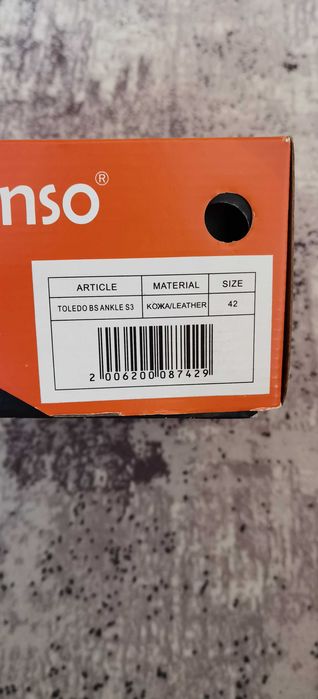 nso®
ARTICLE MATERIAL SIZE
TOLEDO BS ANKLE S3 КОЖА/LEATHER 42
2 006200 087429